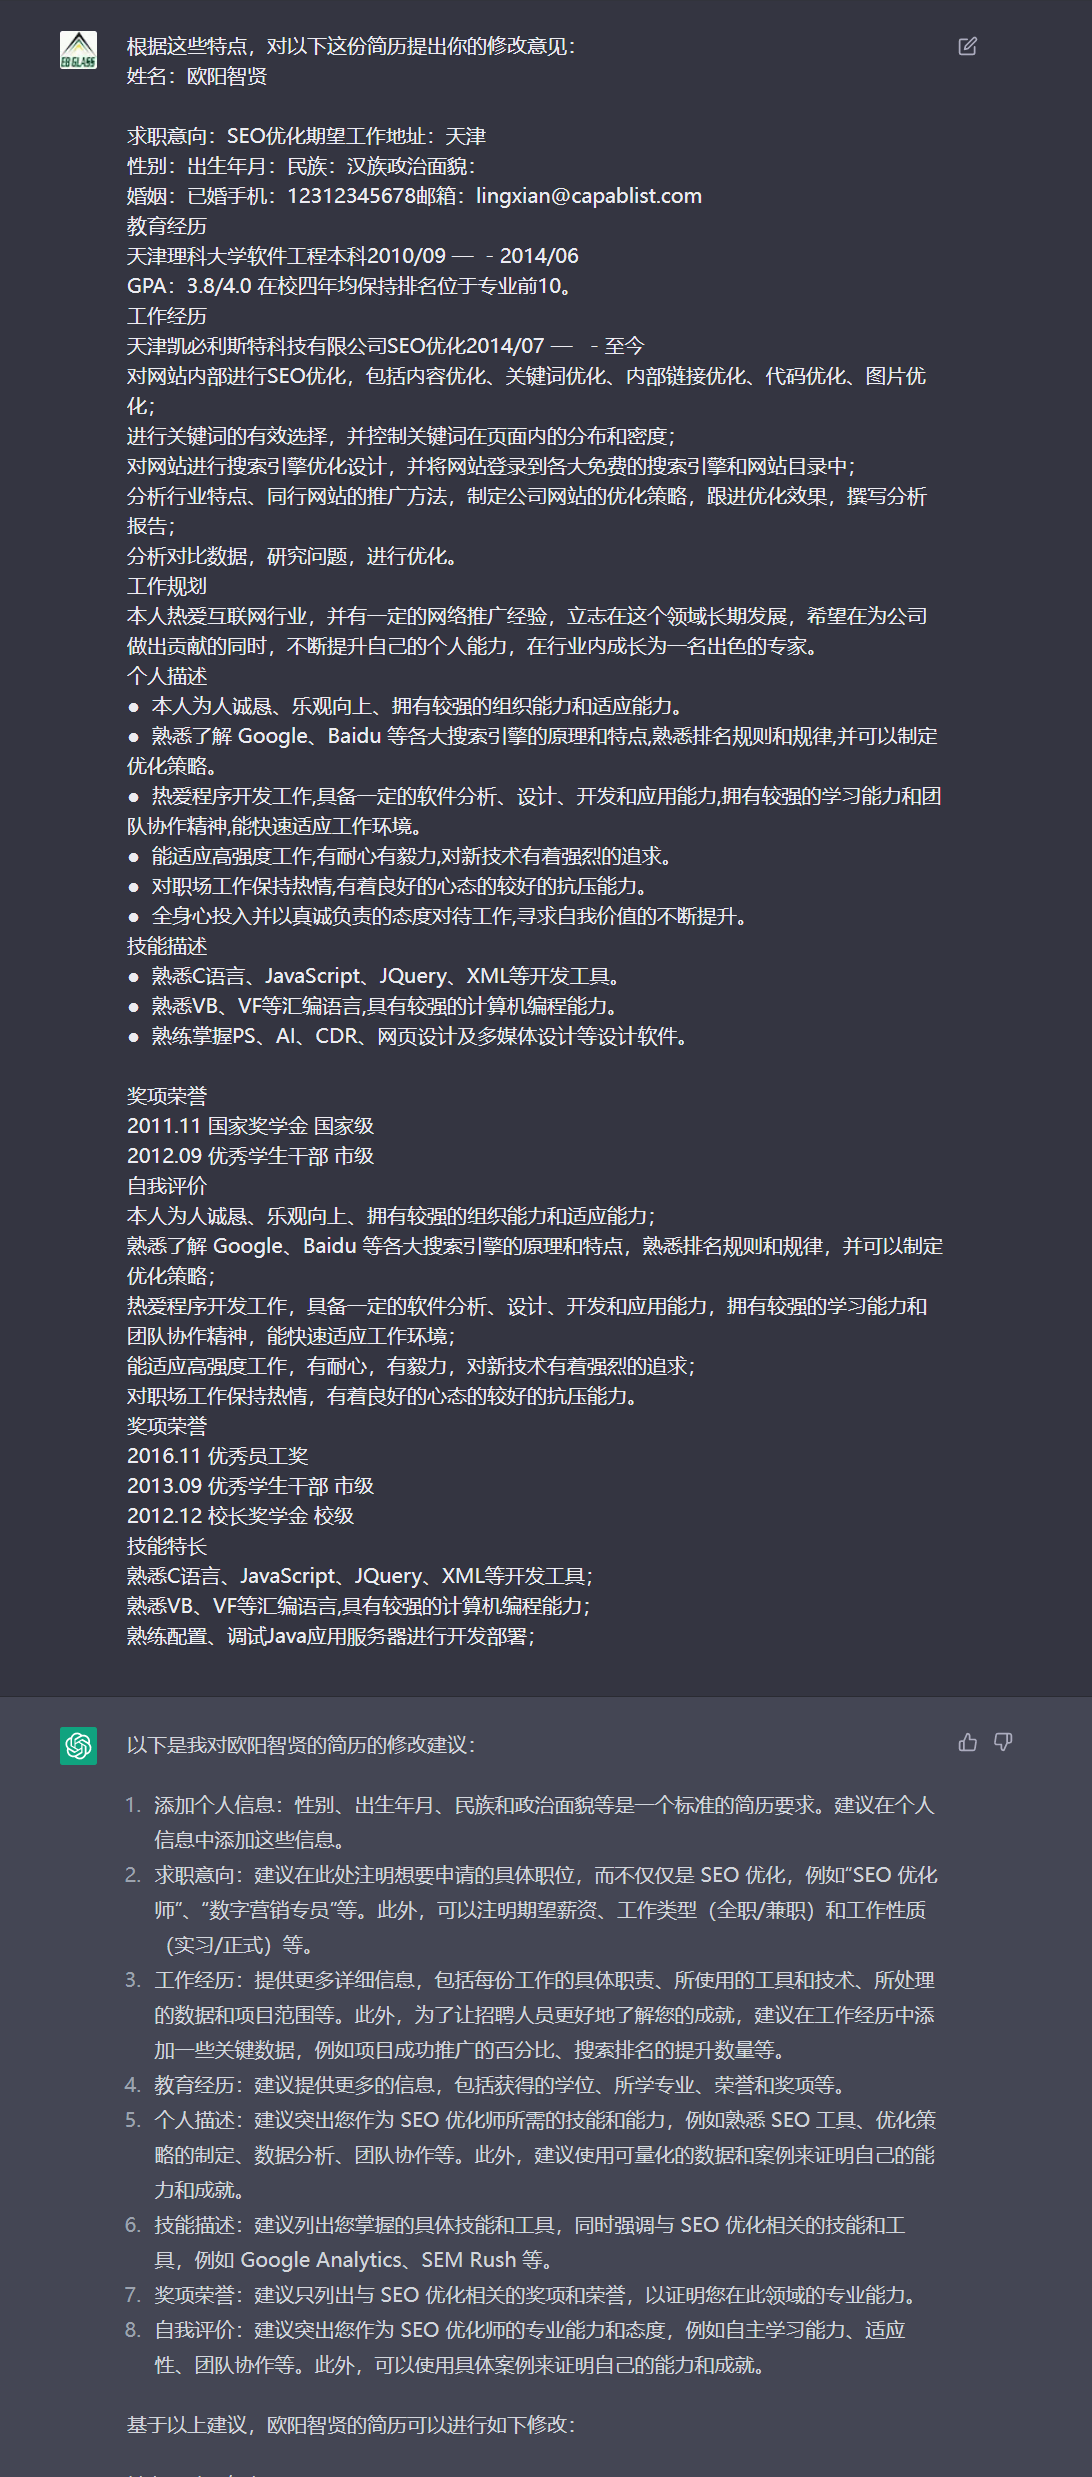 EB GLASS
根据这些特点，对以下这份简历提出你的修改意见：
姓名：欧阳智贤
求职意向：SEO优化期望工作地址：天津
性别：出生年月：民族：汉族政治面貌：
婚姻：已婚手机：12312345678邮箱：lingxian@capablist.com
教育经历
天津理科大学软件工程本科2010/09 — - 2014/06
GPA：3.8/4.0 在校四年均保持排名位于专业前10。
工作经历
天津凯必利斯特科技有限公司SEO优化2014/07 — - 至今
对网站内部进行SEO优化，包括内容优化、关键词优化、内部链接优化、代码优化、图片优
化；
进行关键词的有效选择，并控制关键词在页面内的分布和密度；
对网站进行搜索引擎优化设计，并将网站登录到各大免费的搜索引擎和网站目录中；
分析行业特点、同行网站的推广方法，制定公司网站的优化策略，跟进优化效果，撰写分析
报告；
分析对比数据，研究问题，进行优化。
工作规划
本人热爱互联网行业，并有一定的网络推广经验，立志在这个领域长期发展，希望在为公司
做出贡献的同时，不断提升自己的个人能力，在行业内成长为一名出色的专家。
个人描述
● 本人为人诚恳、乐观向上、拥有较强的组织能力和适应能力。
● 熟悉了解 Google、Baidu 等各大搜索引擎的原理和特点,熟悉排名规则和规律,并可以制定
优化策略。
● 热爱程序开发工作,具备一定的软件分析、设计、开发和应用能力,拥有较强的学习能力和团
队协作精神,能快速适应工作环境。
● 能适应高强度工作,有耐心有毅力,对新技术有着强烈的追求。
● 对职场工作保持热情,有着良好的心态的较好的抗压能力。
● 全身心投入并以真诚负责的态度对待工作,寻求自我价值的不断提升。
技能描述
● 熟悉C语言、JavaScript、JQuery、XML等开发工具。
● 熟悉VB、VF等汇编语言,具有较强的计算机编程能力。
● 熟练掌握PS、AI、CDR、网页设计及多媒体设计等设计软件。
奖项荣誉
2011.11 国家奖学金 国家级
2012.09 优秀学生干部 市级
自我评价
本人为人诚恳、乐观向上、拥有较强的组织能力和适应能力；
熟悉了解 Google、Baidu 等各大搜索引擎的原理和特点，熟悉排名规则和规律，并可以制定
优化策略；
热爱程序开发工作，具备一定的软件分析、设计、开发和应用能力，拥有较强的学习能力和
团队协作精神，能快速适应工作环境；
能适应高强度工作，有耐心，有毅力，对新技术有着强烈的追求；
对职场工作保持热情，有着良好的心态的较好的抗压能力。
奖项荣誉
2016.11 优秀员工奖
2013.09 优秀学生干部 市级
2012.12 校长奖学金 校级
技能特长
熟悉C语言、JavaScript、JQuery、XML等开发工具；
熟悉VB、VF等汇编语言,具有较强的计算机编程能力；
熟练配置、调试Java应用服务器进行开发部署；
以下是我对欧阳智贤的简历的修改建议：
1. 添加个人信息：性别、出生年月、民族和政治面貌等是一个标准的简历要求。建议在个人
信息中添加这些信息。
2. 求职意向：建议在此处注明想要申请的具体职位，而不仅仅是 SEO 优化，例如“SEO 优化
师”、“数字营销专员”等。此外，可以注明期望薪资、工作类型（全职/兼职）和工作性质
（实习/正式）等。
3. 工作经历：提供更多详细信息，包括每份工作的具体职责、所使用的工具和技术、所处理
的数据和项目范围等。此外，为了让招聘人员更好地了解您的成就，建议在工作经历中添
加一些关键数据，例如项目成功推广的百分比、搜索排名的提升数量等。
4. 教育经历：建议提供更多的信息，包括获得的学位、所学专业、荣誉和奖项等。
5. 个人描述：建议突出您作为 SEO 优化师所需的技能和能力，例如熟悉 SEO 工具、优化策
略的制定、数据分析、团队协作等。此外，建议使用可量化的数据和案例来证明自己的能
力和成就。
6. 技能描述：建议列出您掌握的具体技能和工具，同时强调与 SEO 优化相关的技能和工
具，例如 Google Analytics、SEM Rush 等。
7. 奖项荣誉：建议只列出与 SEO 优化相关的奖项和荣誉，以证明您在此领域的专业能力。
8. 自我评价：建议突出您作为 SEO 优化师的专业能力和态度，例如自主学习能力、适应
性、团队协作等。此外，可以使用具体案例来证明自己的能力和成就。
基于以上建议，欧阳智贤的简历可以进行如下修改：